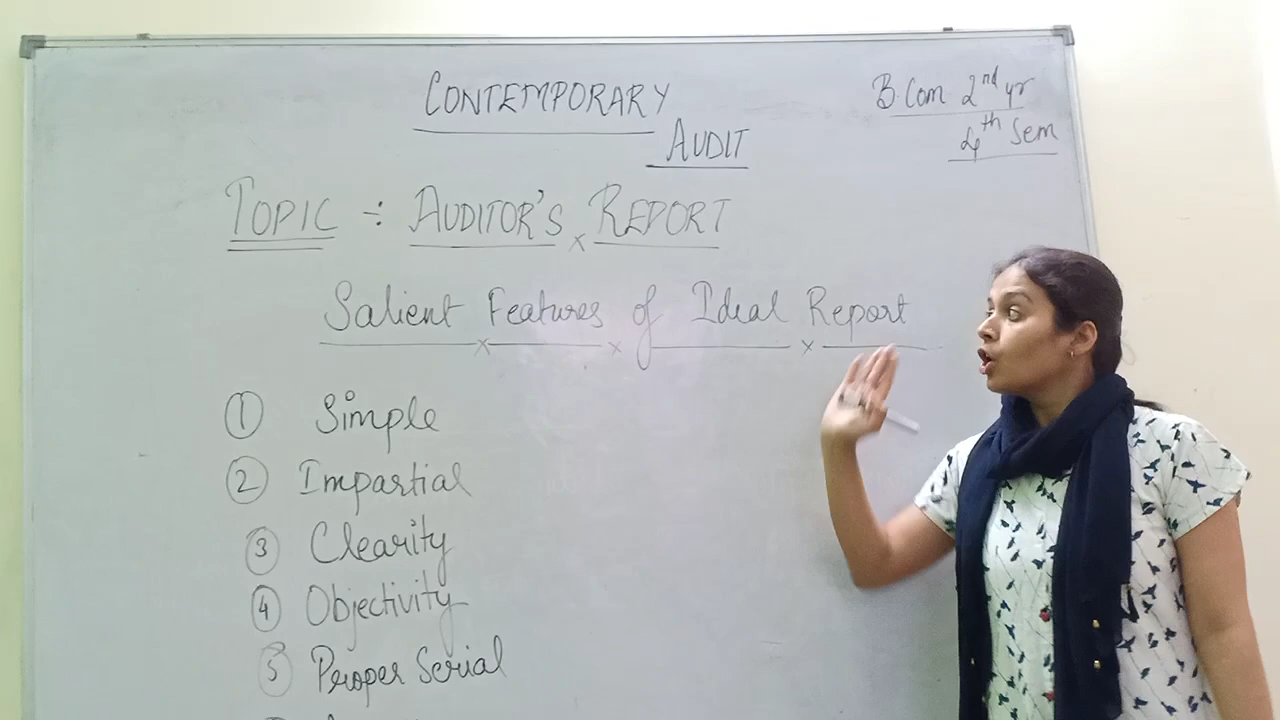 CONTEMPORARY
AUDIT
B.Com 2nd yr
4th Sem
TOPIC ÷ AUDITOR'S x REPORT
Salient x Features x of Ideal x Report
① Simple
② Impartial
③ Clearity
④ Objectivity
⑤ Proper Serial